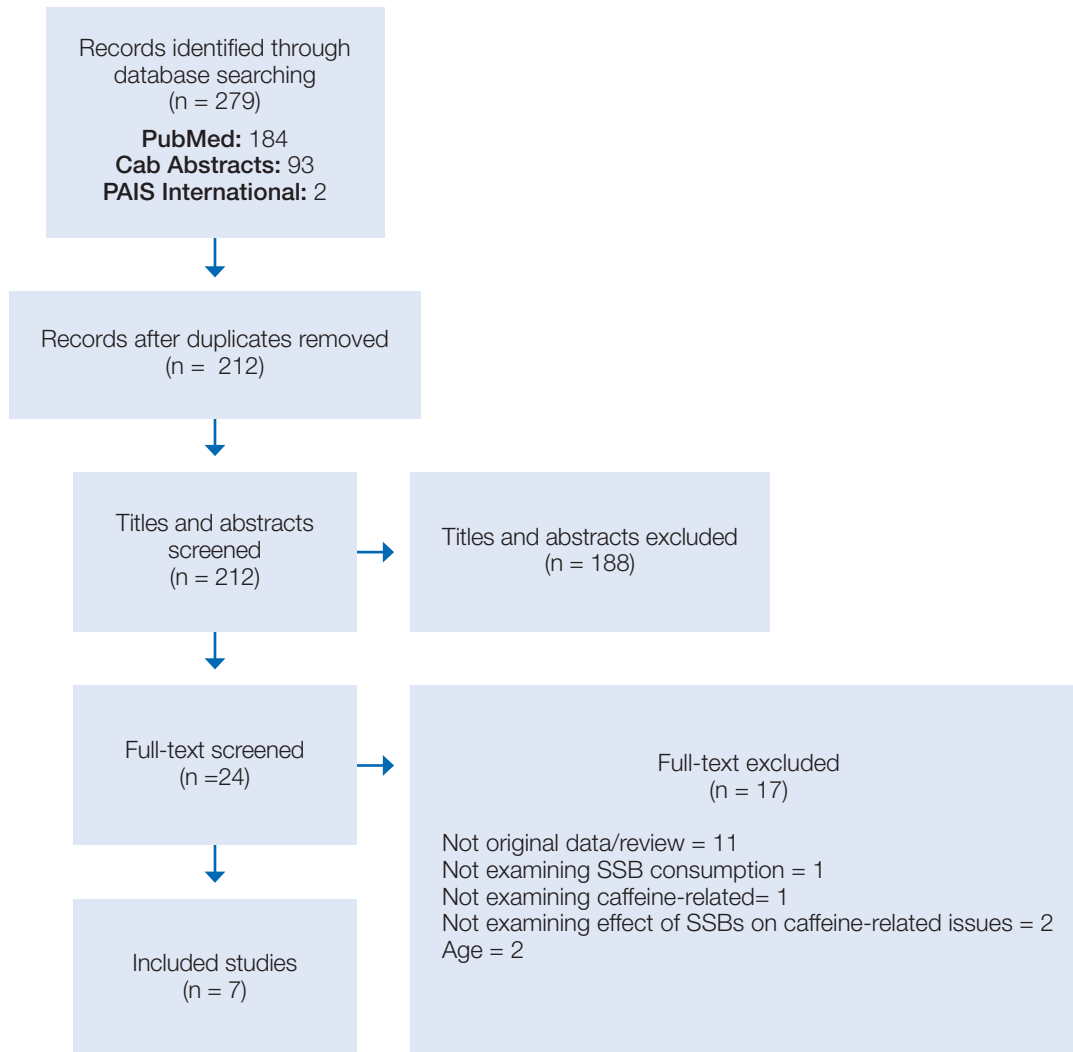 Records identified through
database searching
(n = 279)
PubMed: 184
Cab Abstracts: 93
PAIS International: 2
Records after duplicates removed
(n =  212)
Titles and abstracts
screened
(n = 212)
Titles and abstracts excluded
(n = 188)
Full-text screened
(n =24)
Full-text excluded
(n = 17)
Not original data/review = 11
Not examining SSB consumption = 1
Not examining caffeine-related= 1
Not examining effect of SSBs on caffeine-related issues = 2
Age = 2
Included studies
(n = 7)